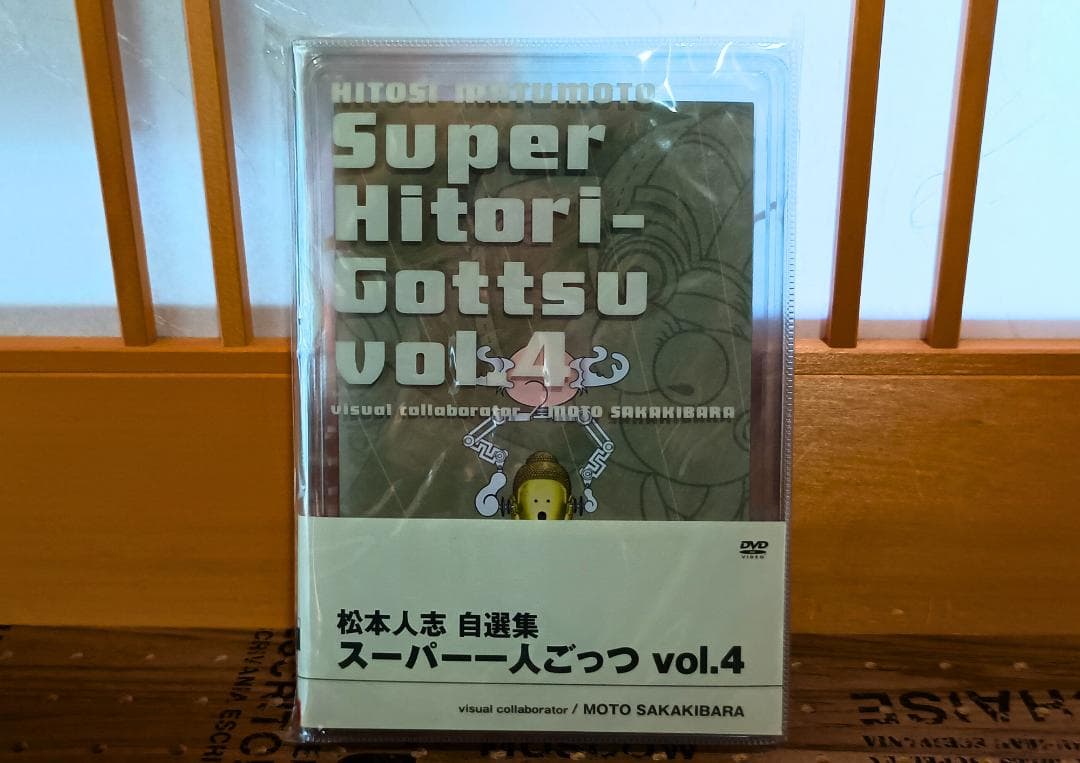 HITOSI MATUMOTO
Super
Hitori-
Gottsu
vol.4
visual collaborator MOTO SAKAKIBARA
DVD
VIDEO
松本人志 自選集
スーパー一人ごっつ vol.4
visual collaborator / MOTO SAKAKIBARA